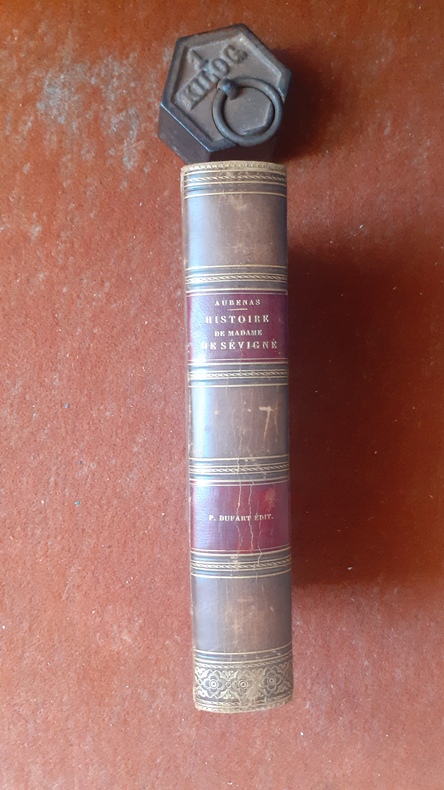 1
KILOG
AUBENAS
HISTOIRE
DE MADAME
DE SÉVIGNÉ
P. DUFART ÉDIT.